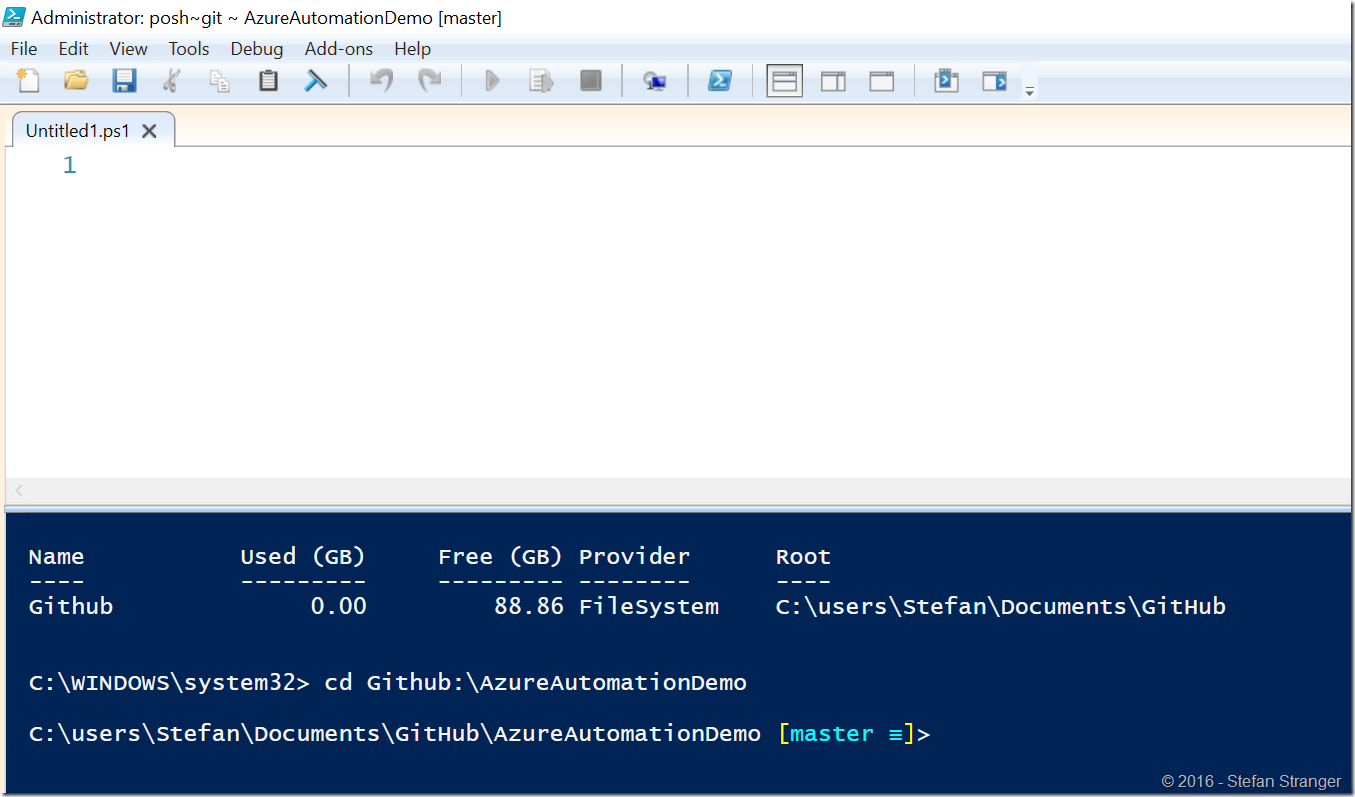 Administrator: posh~git ~ AzureAutomationDemo [master]
File Edit View Tools Debug Add-ons Help
Untitled1.ps1
1
Name Used (GB) Free (GB) Provider Root
---- --------- --------- -------- ----
Github 0.00 88.86 FileSystem C:\users\Stefan\Documents\GitHub
C:\WINDOWS\system32> cd Github:\AzureAutomationDemo
C:\users\Stefan\Documents\GitHub\AzureAutomationDemo [master ≡]>
© 2016 - Stefan Stranger